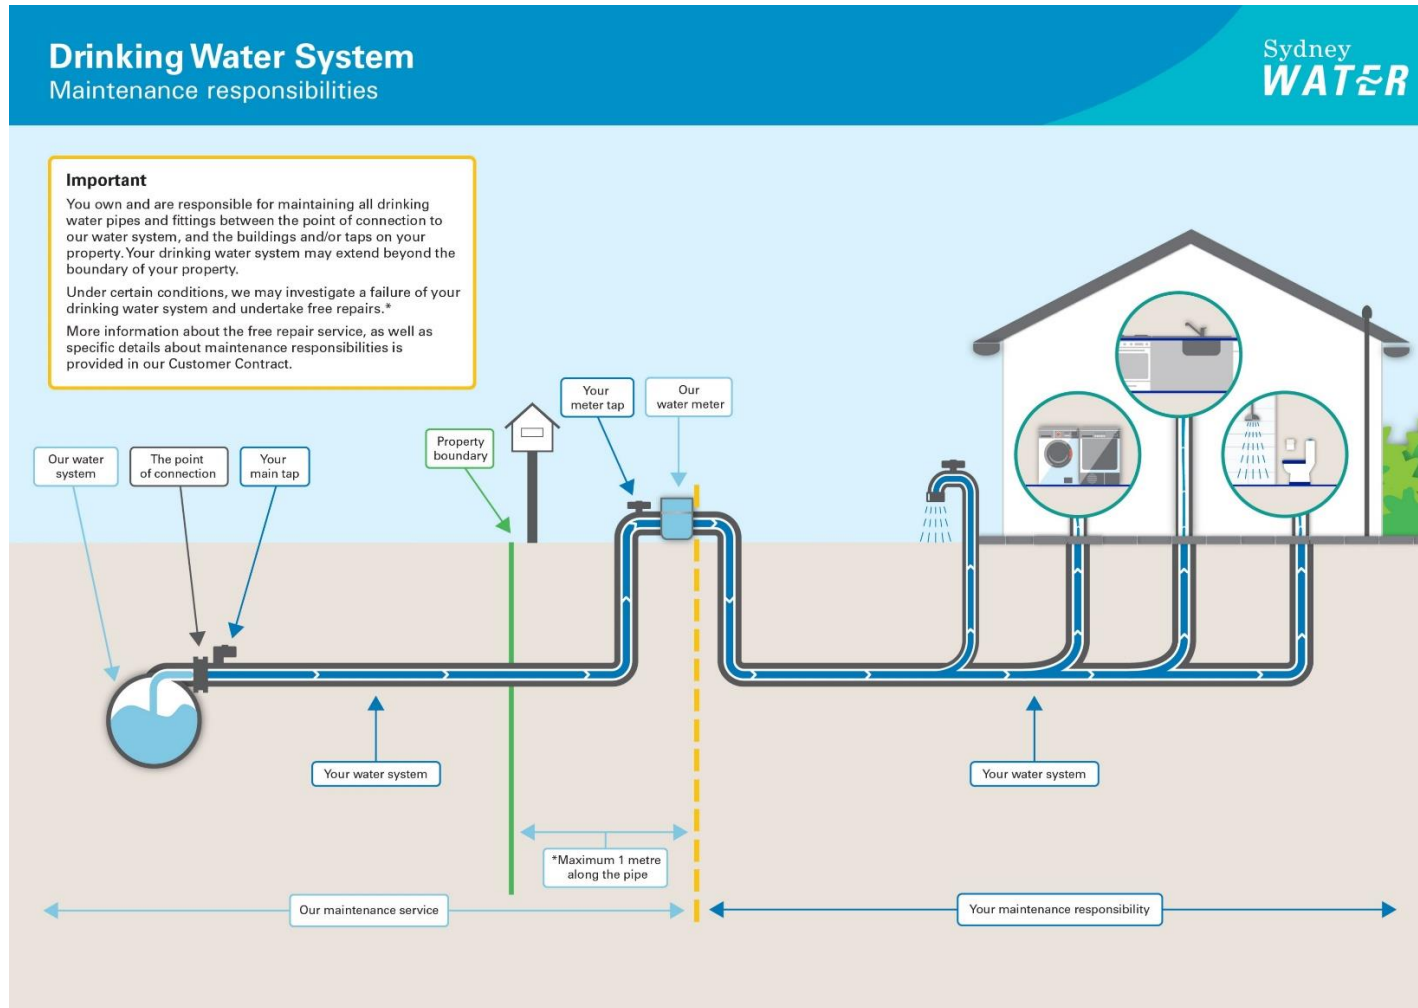 Drinking Water System
Maintenance responsibilities
Sydney
WATER
Important
You own and are responsible for maintaining all drinking
water pipes and fittings between the point of connection to
our water system, and the buildings and/or taps on your
property. Your drinking water system may extend beyond the
boundary of your property.
Under certain conditions, we may investigate a failure of your
drinking water system and undertake free repairs.*
More information about the free repair service, as well as
specific details about maintenance responsibilities is
provided in our Customer Contract.
Our water
system
The point
of connection
Your
main tap
Property
boundary
Your
meter tap
Our
water meter
Your water system
Your water system
*Maximum 1 metre
along the pipe
Our maintenance service
Your maintenance responsibility